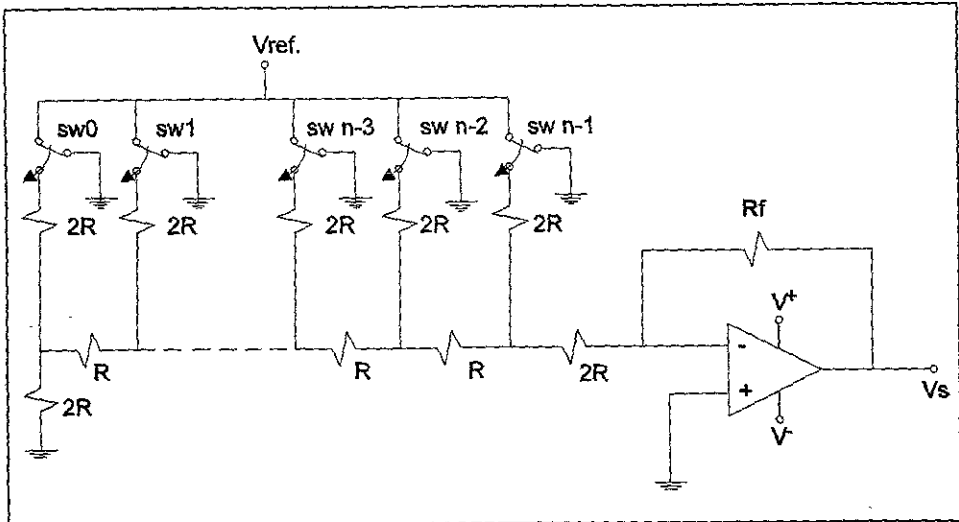 Vref.
sw0 sw1 sw n-3 sw n-2 sw n-1
2R 2R 2R 2R 2R
Rf
V+
R R R 2R - +
Vs
2R
V-